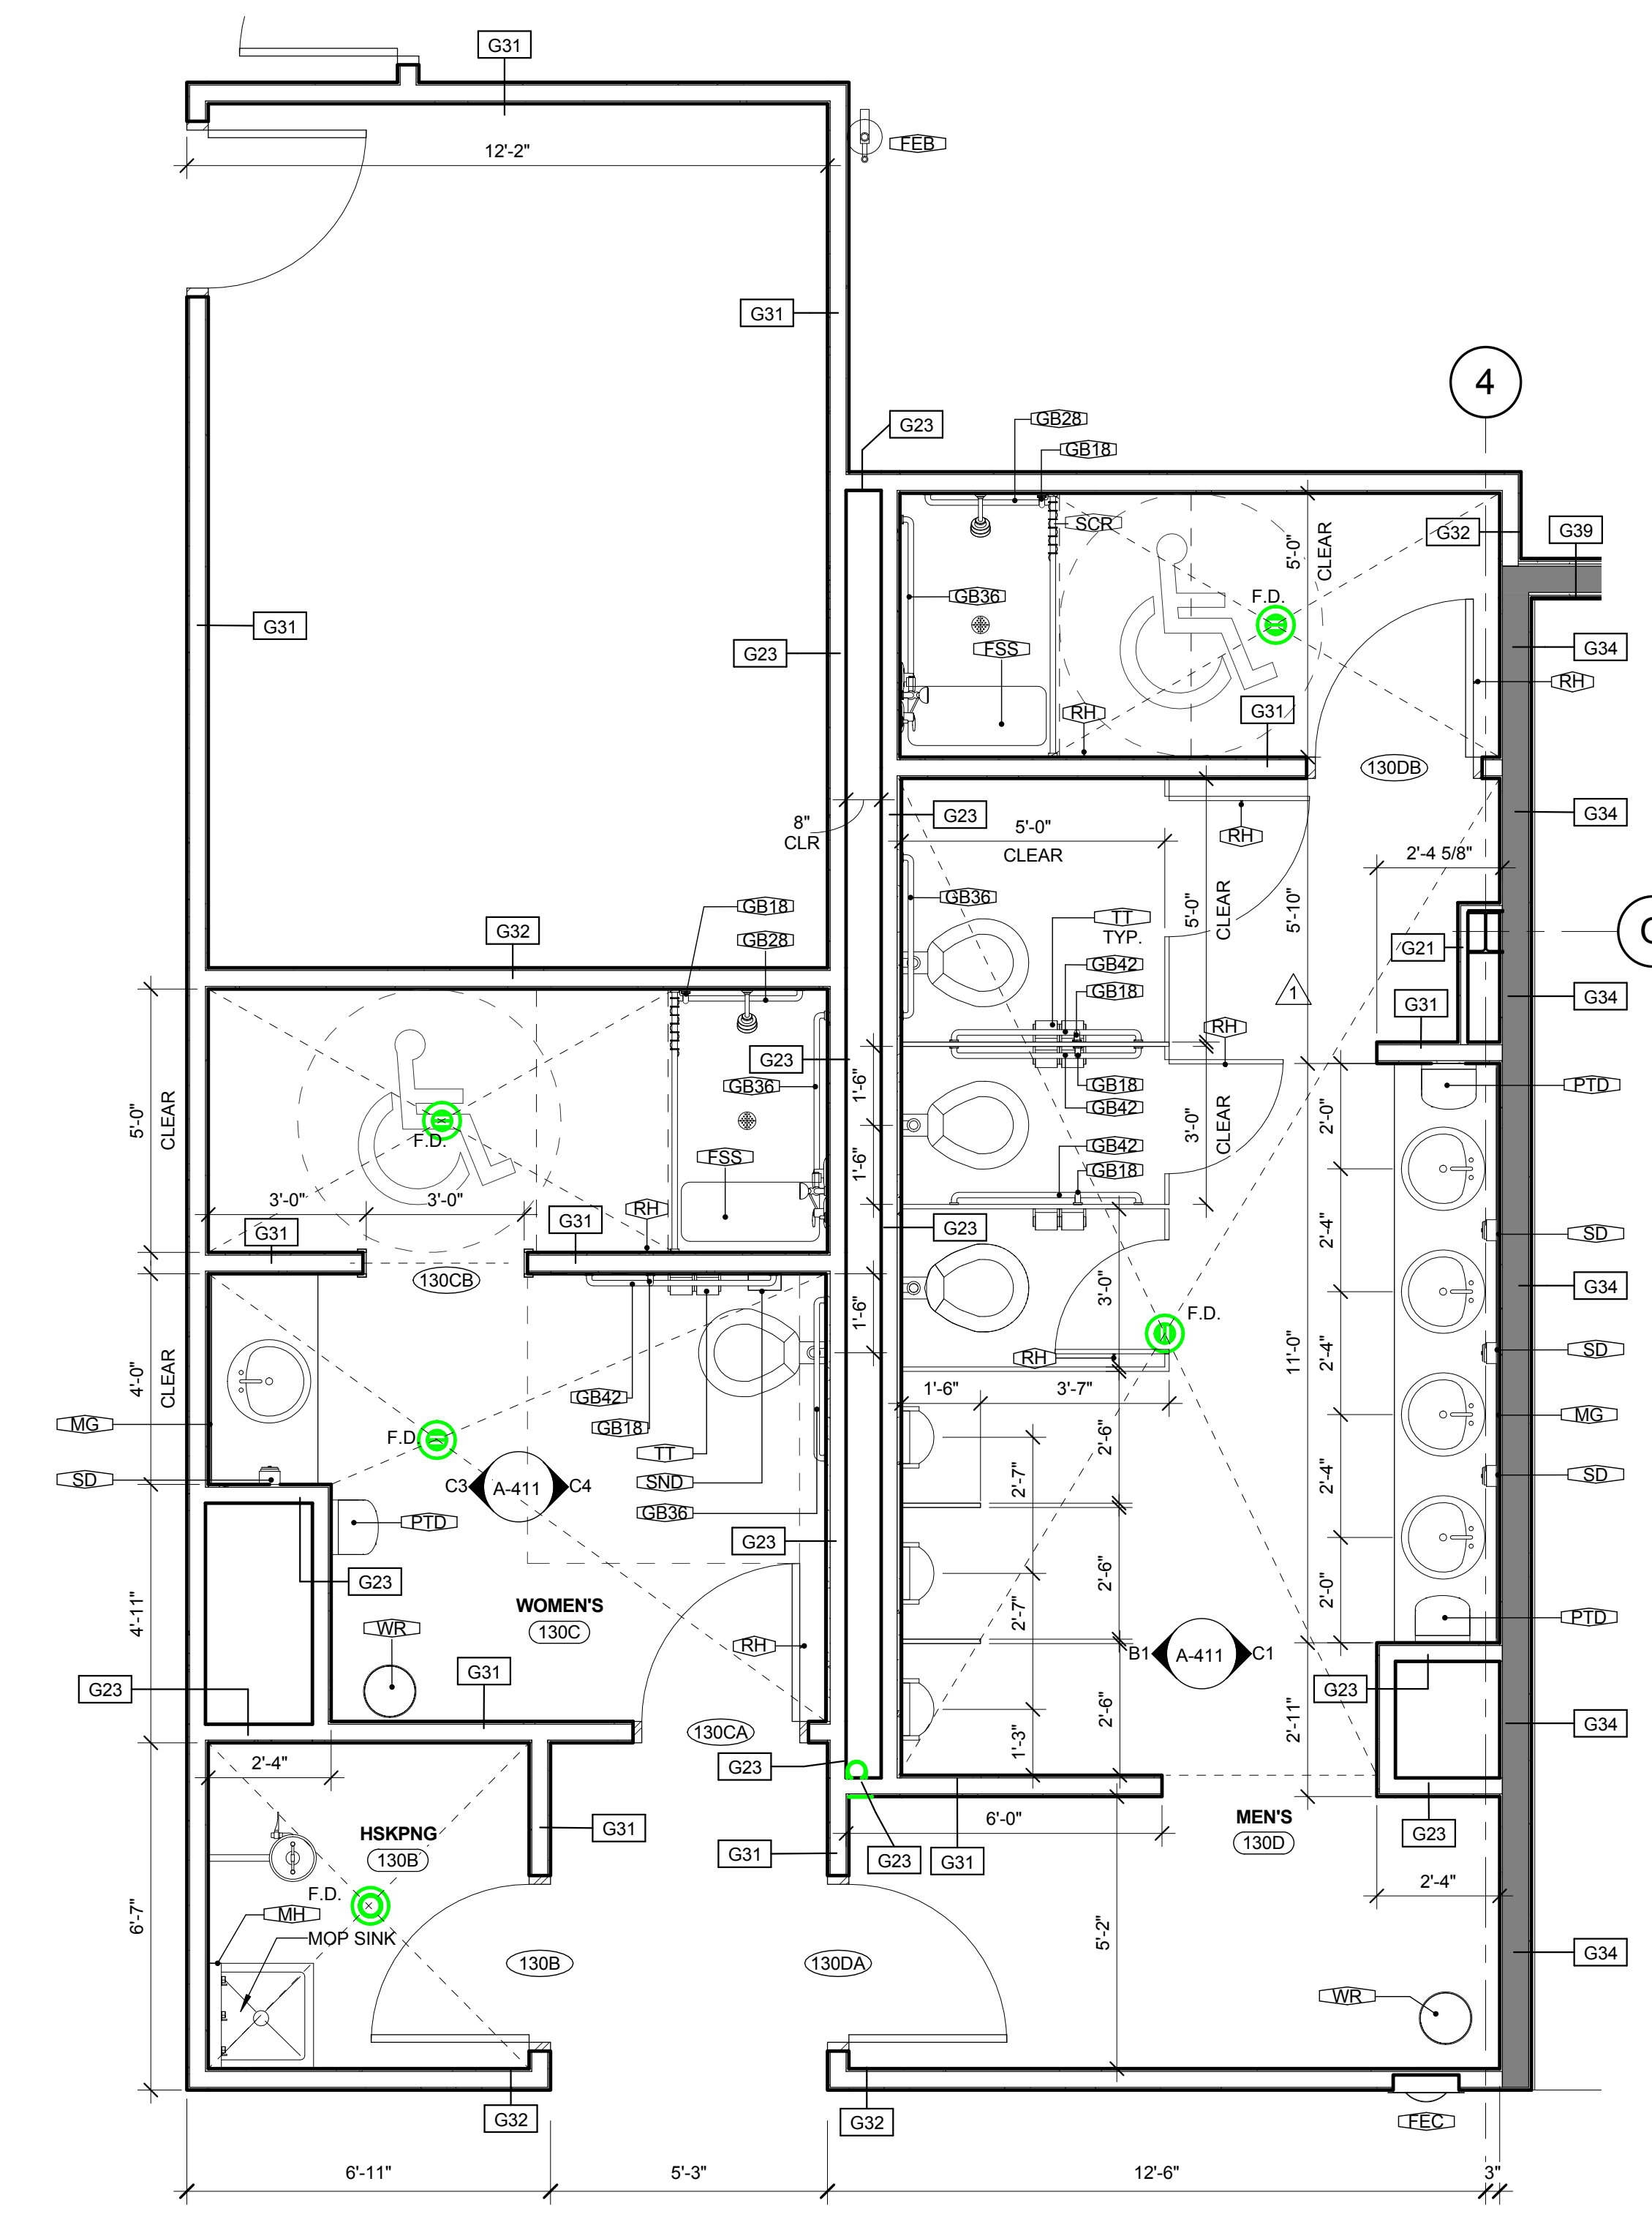 G31
12'-2"
FEB
G31
4
G23
GB28
GB18
SCR
G32
G39
GB36
F.D.
5'-0"
CLEAR
G31
G23
FSS
G34
RH
RH
G31
130DB
8"
CLR
G23
5'-0"
CLEAR
RH
G34
2'-4 5/8"
GB36
5'-0"
CLEAR
5'-10"
GB18
GB28
G32
TT
TYP.
GB42
GB18
G21
1
G31
G34
RH
G23
GB36
1'-6"
GB18
GB42
PTD
5'-0"
CLEAR
F.D.
FSS
GB42
GB18
3'-0"
CLEAR
2'-0"
1'-6"
3'-0"
3'-0"
RH
G31
G31
G23
2'-4"
SD
130CB
3'-0"
G34
1'-6"
F.D.
11'-0"
2'-4"
SD
RH
4'-0"
CLEAR
GB42
1'-6"
3'-7"
MG
GB18
MG
F.D.
TT
2'-6"
SD
C3
A-411
C4
SND
2'-7"
2'-4"
SD
PTD
GB36
G23
G23
4'-11"
WOMEN'S
130C
2'-6"
2'-0"
WR
RH
2'-7"
PTD
B1
A-411
C1
G31
G23
G23
2'-6"
2'-11"
G34
130CA
1'-3"
2'-4"
G23
HSKPNG
130B
G31
G31
6'-0"
G23
G31
MEN'S
130D
G23
F.D.
2'-4"
MH
6'-7"
MOP SINK
5'-2"
G34
130B
130DA
WR
G32
G32
FEC
6'-11"
5'-3"
12'-6"
3"